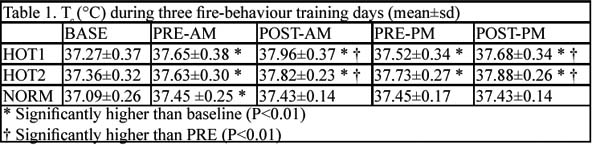 Table 1. Tc (°C) during three fire-behaviour training days (mean±sd)
BASE PRE-AM POST-AM PRE-PM POST-PM
HOT1 37.27±0.37 37.65±0.38 * 37.96±0.37 * † 37.52±0.34 * 37.68±0.34 * †
HOT2 37.36±0.32 37.63±0.30 * 37.82±0.23 * † 37.73±0.27 * 37.88±0.26 * †
NORM 37.09±0.26 37.45 ±0.25 * 37.43±0.14 37.45±0.17 37.43±0.14
* Significantly higher than baseline (P<0.01)
† Significantly higher than PRE (P<0.01)